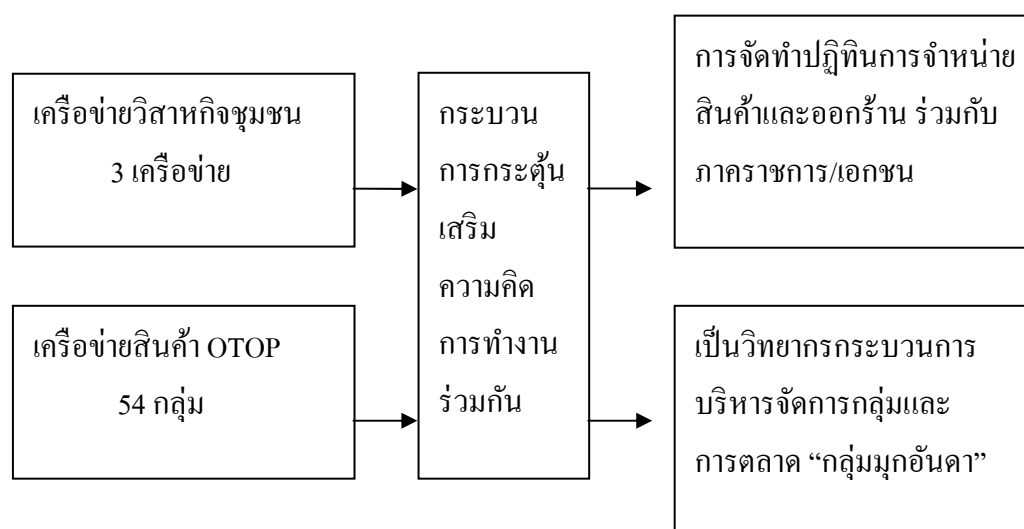 เครือข่ายวิสาหกิจชุมชน
3 เครือข่าย
เครือข่ายสินค้า OTOP
54 กลุ่ม
กระบวน
การกระตุ้น
เสริม
ความคิด
การทำงาน
ร่วมกัน
การจัดทำปฏิทินการจำหน่าย
สินค้าและออกร้าน ร่วมกับ
ภาคราชการ/เอกชน
เป็นวิทยากรกระบวนการ
บริหารจัดการกลุ่มและ
การตลาด “กลุ่มมุกอันดา”